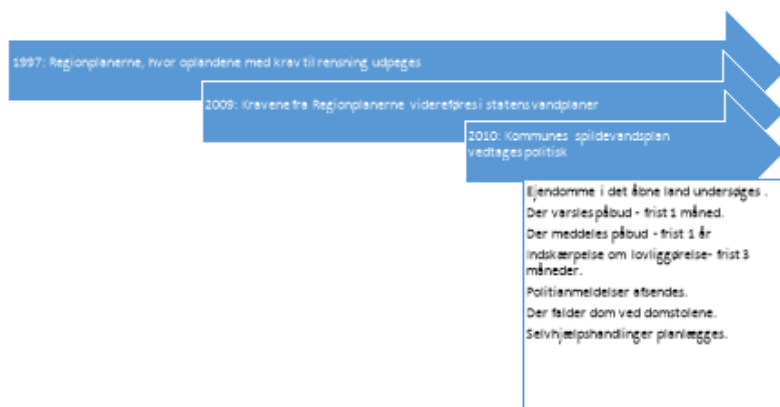 1997: Regionplanerne, hvor oplandene med krav til rensning udpeges
2009: Kravene fra Regionplanerne videreføres i statens vandplaner
2010: Kommunes spildevandsplan
vedtages politisk
Ejendomme i det åbne land undersøges .
Der varsles påbud - frist 1 måned.
Der meddeles påbud - frist 1 år
Indskærpelse om lovliggørelse- frist 3
måneder.
Politianmeldelser afsendes.
Der falder dom ved domstolene.
Selvhjælpshandlinger planlægges.